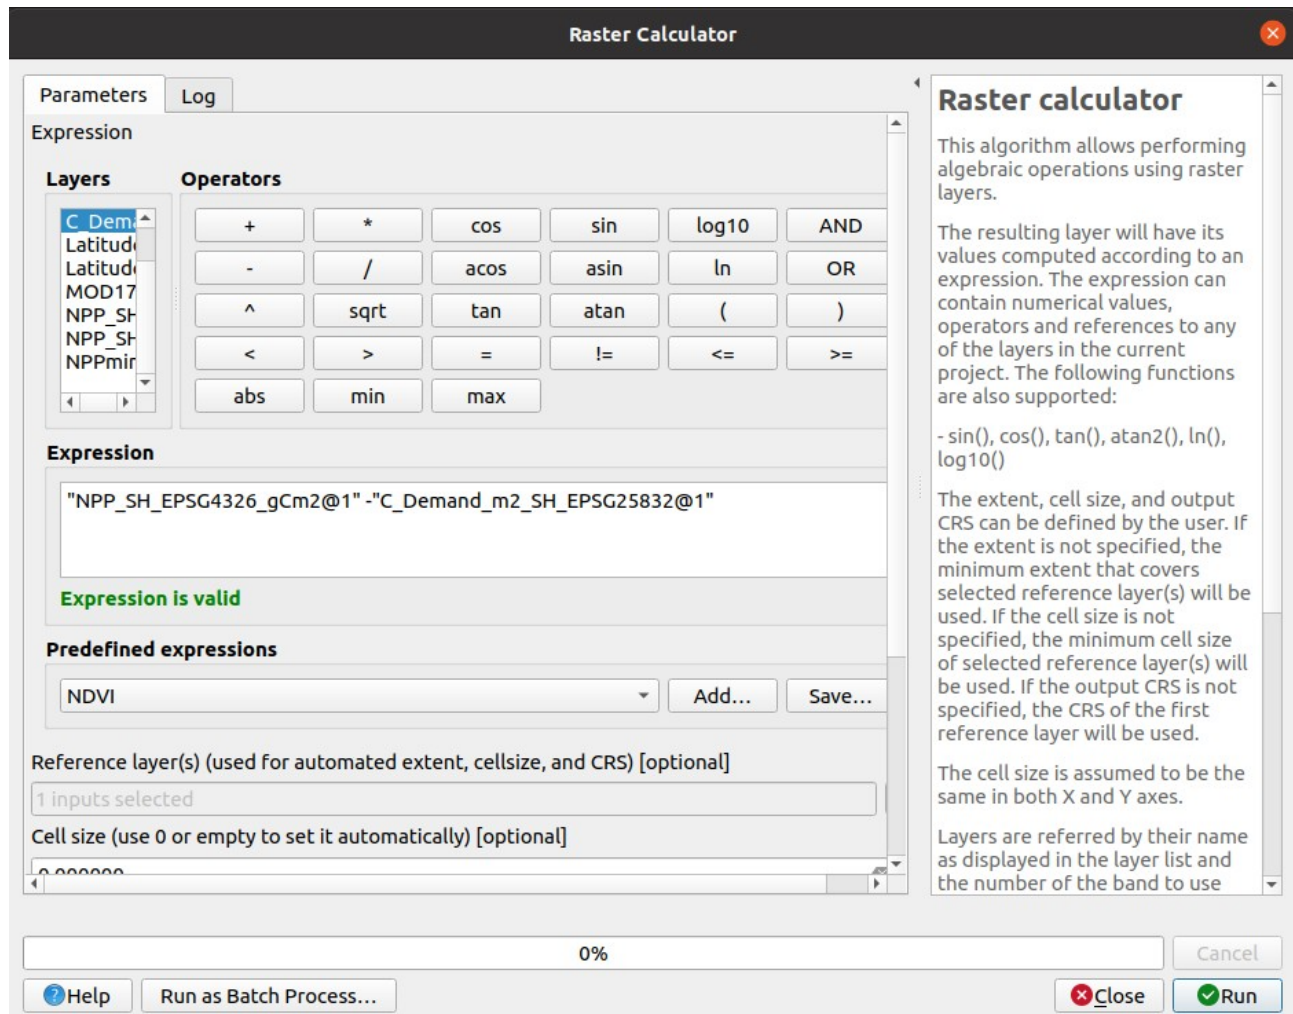 Raster Calculator
Parameters
Log
Expression
Layers
Operators
C_Dema
Latitud
Latitud
MOD17
NPP_SH
NPP_SH
NPPmir
+ * cos sin log10 AND
- / acos asin ln OR
^ sqrt tan atan ( )
< > = != <= >=
abs min max
Expression
"NPP_SH_EPSG4326_gCm2@1" -"C_Demand_m2_SH_EPSG25832@1"
Expression is valid
Predefined expressions
NDVI
Add...
Save...
Reference layer(s) (used for automated extent, cellsize, and CRS) [optional]
1 inputs selected
Cell size (use 0 or empty to set it automatically) [optional]
0.000000
Raster calculator
This algorithm allows performing
algebraic operations using raster
layers.
The resulting layer will have its
values computed according to an
expression. The expression can
contain numerical values,
operators and references to any
of the layers in the current
project. The following functions
are also supported:
- sin(), cos(), tan(), atan2(), ln(),
log10()
The extent, cell size, and output
CRS can be defined by the user. If
the extent is not specified, the
minimum extent that covers
selected reference layer(s) will be
used. If the cell size is not
specified, the minimum cell size
of selected reference layer(s) will
be used. If the output CRS is not
specified, the CRS of the first
reference layer will be used.
The cell size is assumed to be the
same in both X and Y axes.
Layers are referred by their name
as displayed in the layer list and
the number of the band to use
0%
Cancel
Help
Run as Batch Process...
Close
Run